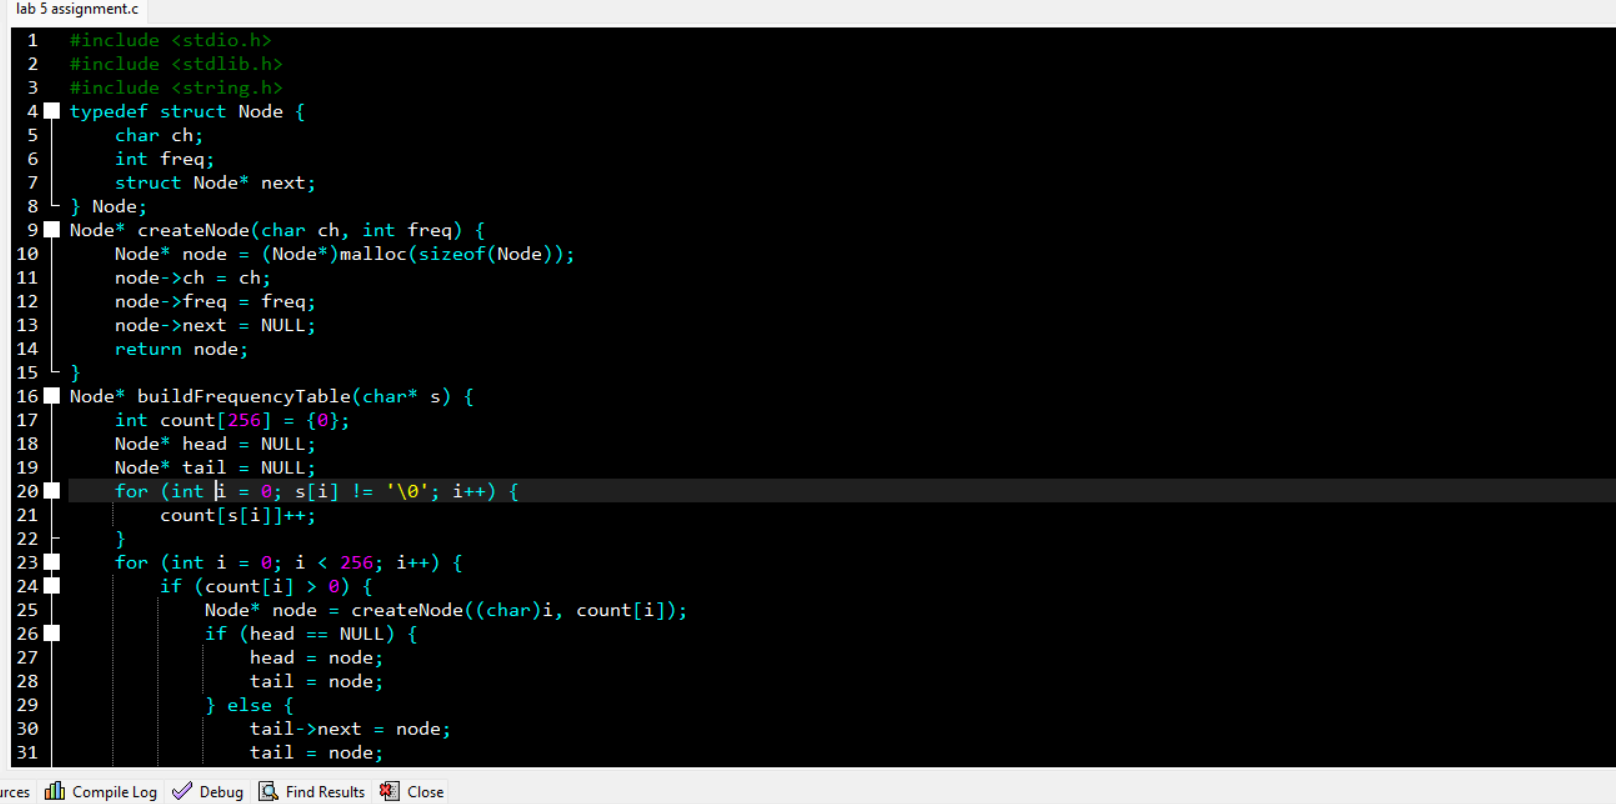 lab 5 assignment.c
1 #include <stdio.h>
2 #include <stdlib.h>
3 #include <string.h>
4 typedef struct Node {
5     char ch;
6     int freq;
7     struct Node* next;
8 } Node;
9 Node* createNode(char ch, int freq) {
10     Node* node = (Node*)malloc(sizeof(Node));
11     node->ch = ch;
12     node->freq = freq;
13     node->next = NULL;
14     return node;
15 }
16 Node* buildFrequencyTable(char* s) {
17     int count[256] = {0};
18     Node* head = NULL;
19     Node* tail = NULL;
20     for (int i = 0; s[i] != '\0'; i++) {
21         count[s[i]]++;
22     }
23     for (int i = 0; i < 256; i++) {
24         if (count[i] > 0) {
25             Node* node = createNode((char)i, count[i]);
26             if (head == NULL) {
27                 head = node;
28                 tail = node;
29             } else {
30                 tail->next = node;
31                 tail = node;
urces Compile Log Debug Find Results Close